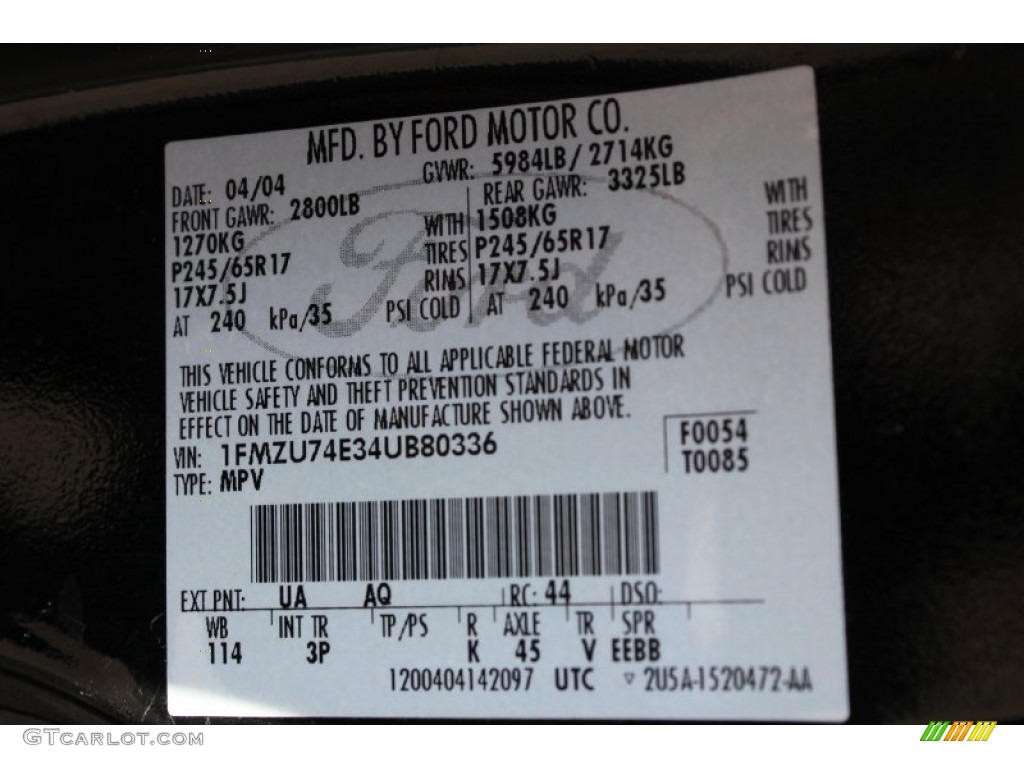 MFD. BY FORD MOTOR CO.
DATE: 04/04 GVWR: 5984LB/ 2714KG
FRONT GAWR: 2800LB REAR GAWR: 3325LB
1270KG WITH 1508KG WITH
P245/65R17 TIRES P245/65R17 TIRES
17X7.5J RIMS 17X7.5J RIMS
AT 240 kPa/35 PSI COLD AT 240 kPa/35 PSI COLD
Ford
THIS VEHICLE CONFORMS TO ALL APPLICABLE FEDERAL MOTOR
VEHICLE SAFETY AND THEFT PREVENTION STANDARDS IN
EFFECT ON THE DATE OF MANUFACTURE SHOWN ABOVE.
VIN: 1FMZU74E34UB80336 F0054
TYPE: MPV T0085
EXT PNT: UA AQ RC: 44 DSO:
WB INT TR TP/PS R AXLE TR SPR
114 3P K 45 V EEBB
1200404142097 UTC ▿ 2U5A-1520472-AA
GTcarlot.com